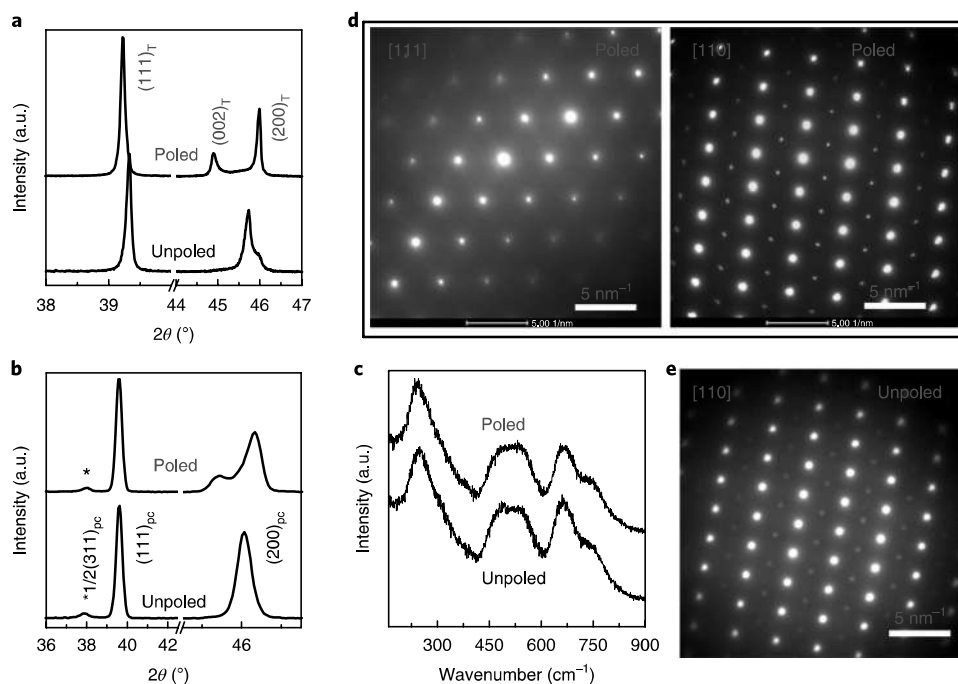 a
Intensity (a.u.)
(111)T
(002)T
(200)T
Poled
Unpoled
38
39.2
44
45
46
47
2θ (°)
b
Intensity (a.u.)
*
Poled
*1/2(311)pc
(111)pc
(200)pc
Unpoled
36
38
40
42
46
2θ (°)
c
Intensity (a.u.)
Poled
Unpoled
300
450
600
750
900
Wavenumber (cm−1)
d
[111]
Poled
5 nm−1
5.00 1/nm
[110]
Poled
5 nm−1
5.00 1/nm
e
[110]
Unpoled
5 nm−1